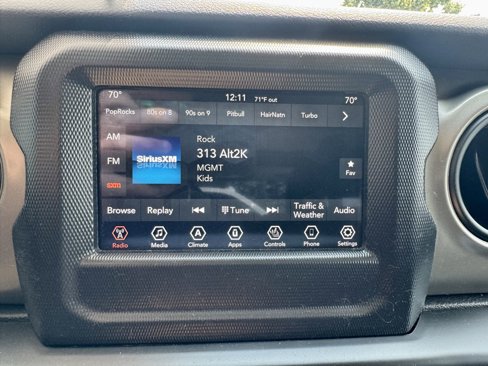 70° 12:11 71°F out 70°
PopRocks 80s on 8 90s on 9 Pitbull HairNatn Turbo
AM
FM
SXM
SiriusXM
Rock
313 Alt2K
MGMT
Kids
Fav
Browse Replay Tune Traffic & Weather Audio
Radio Media Climate Apps Controls Phone Settings